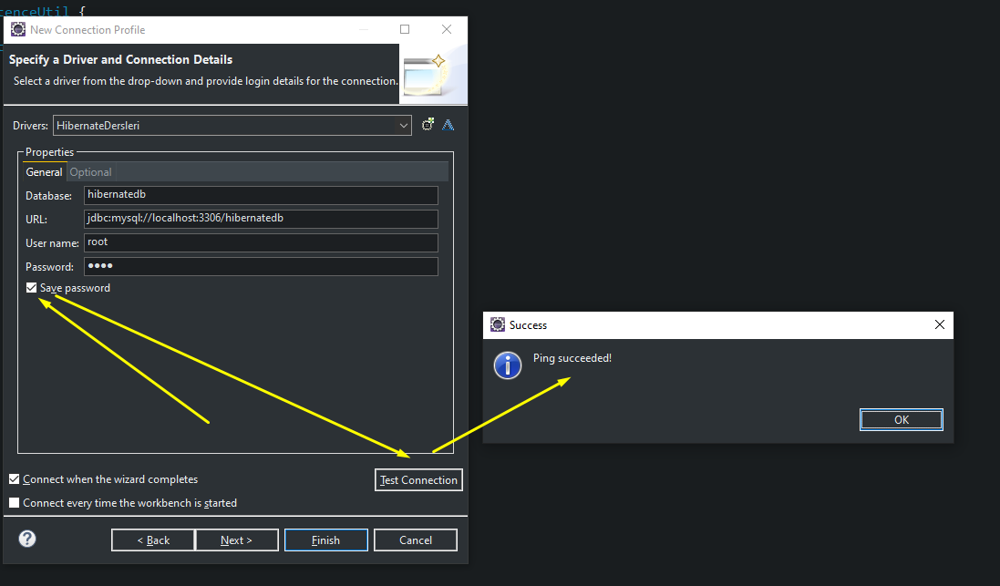 cenceUtil {
New Connection Profile
Specify a Driver and Connection Details
Select a driver from the drop-down and provide login details for the connection.
Drivers: HibernateDersleri
Properties
General Optional
Database: hibernatedb
URL: jdbc:mysql://localhost:3306/hibernatedb
User name: root
Password: ••••
Save password
Success
Ping succeeded!
OK
Connect when the wizard completes
Test Connection
Connect every time the workbench is started
? < Back Next > Finish Cancel